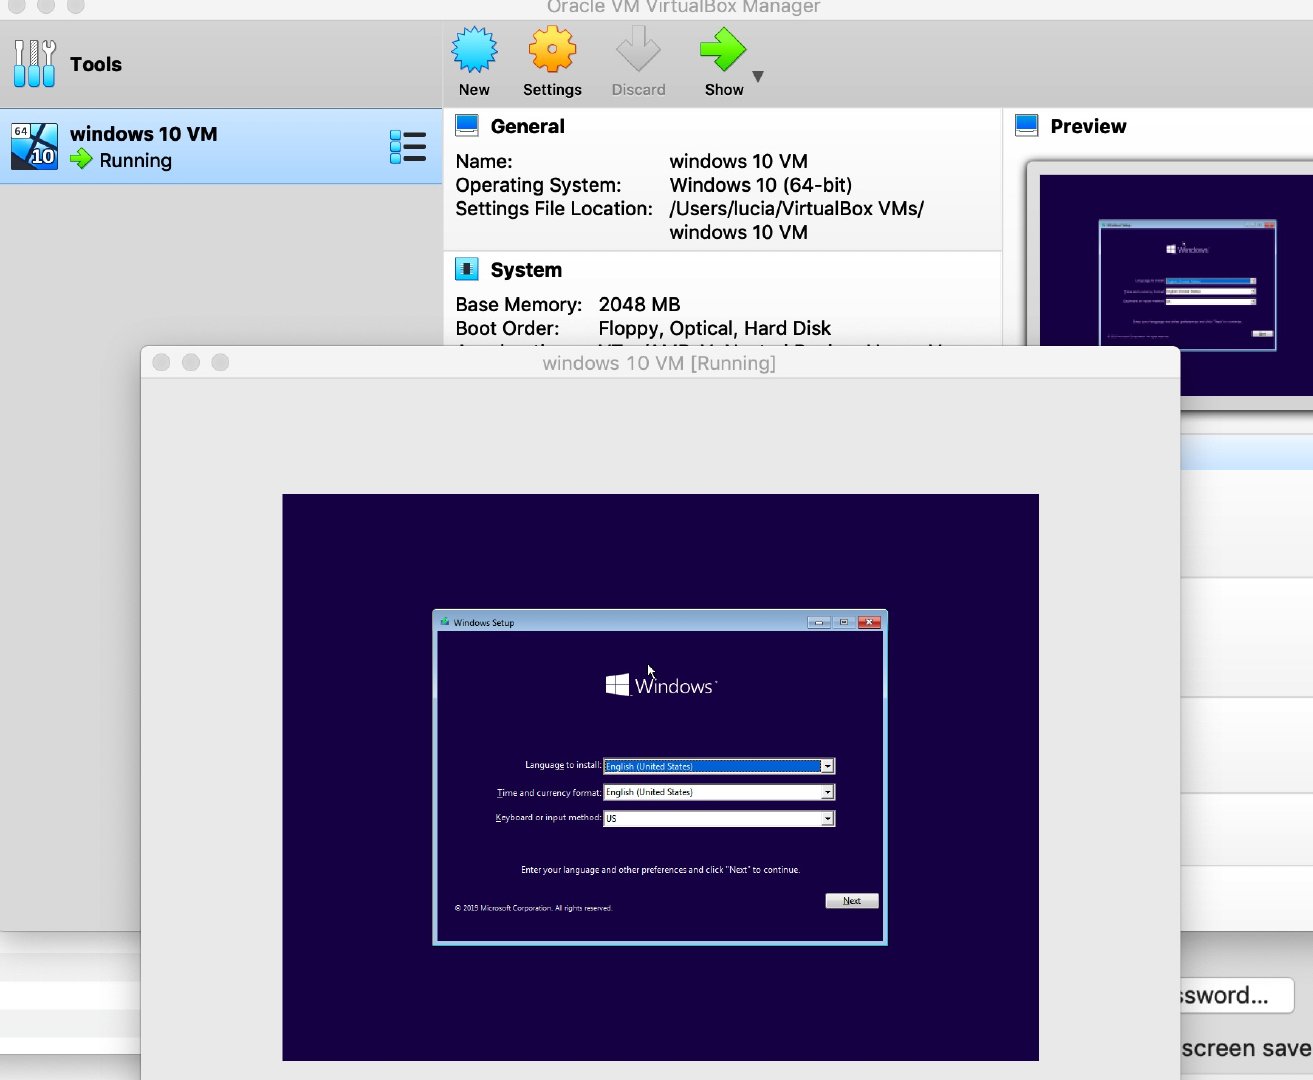 Oracle VM VirtualBox Manager
Tools
New
Settings
Discard
Show
64
10
windows 10 VM
Running
General
Name: windows 10 VM
Operating System: Windows 10 (64-bit)
Settings File Location: /Users/lucia/VirtualBox VMs/
windows 10 VM
System
Base Memory: 2048 MB
Boot Order: Floppy, Optical, Hard Disk
Preview
windows 10 VM [Running]
Windows Setup
Windows
Language to install: English (United States)
Time and currency format: English (United States)
Keyboard or input method: US
Enter your language and other preferences and click "Next" to continue.
Next
© 2015 Microsoft Corporation. All rights reserved.
ssword...
screen save